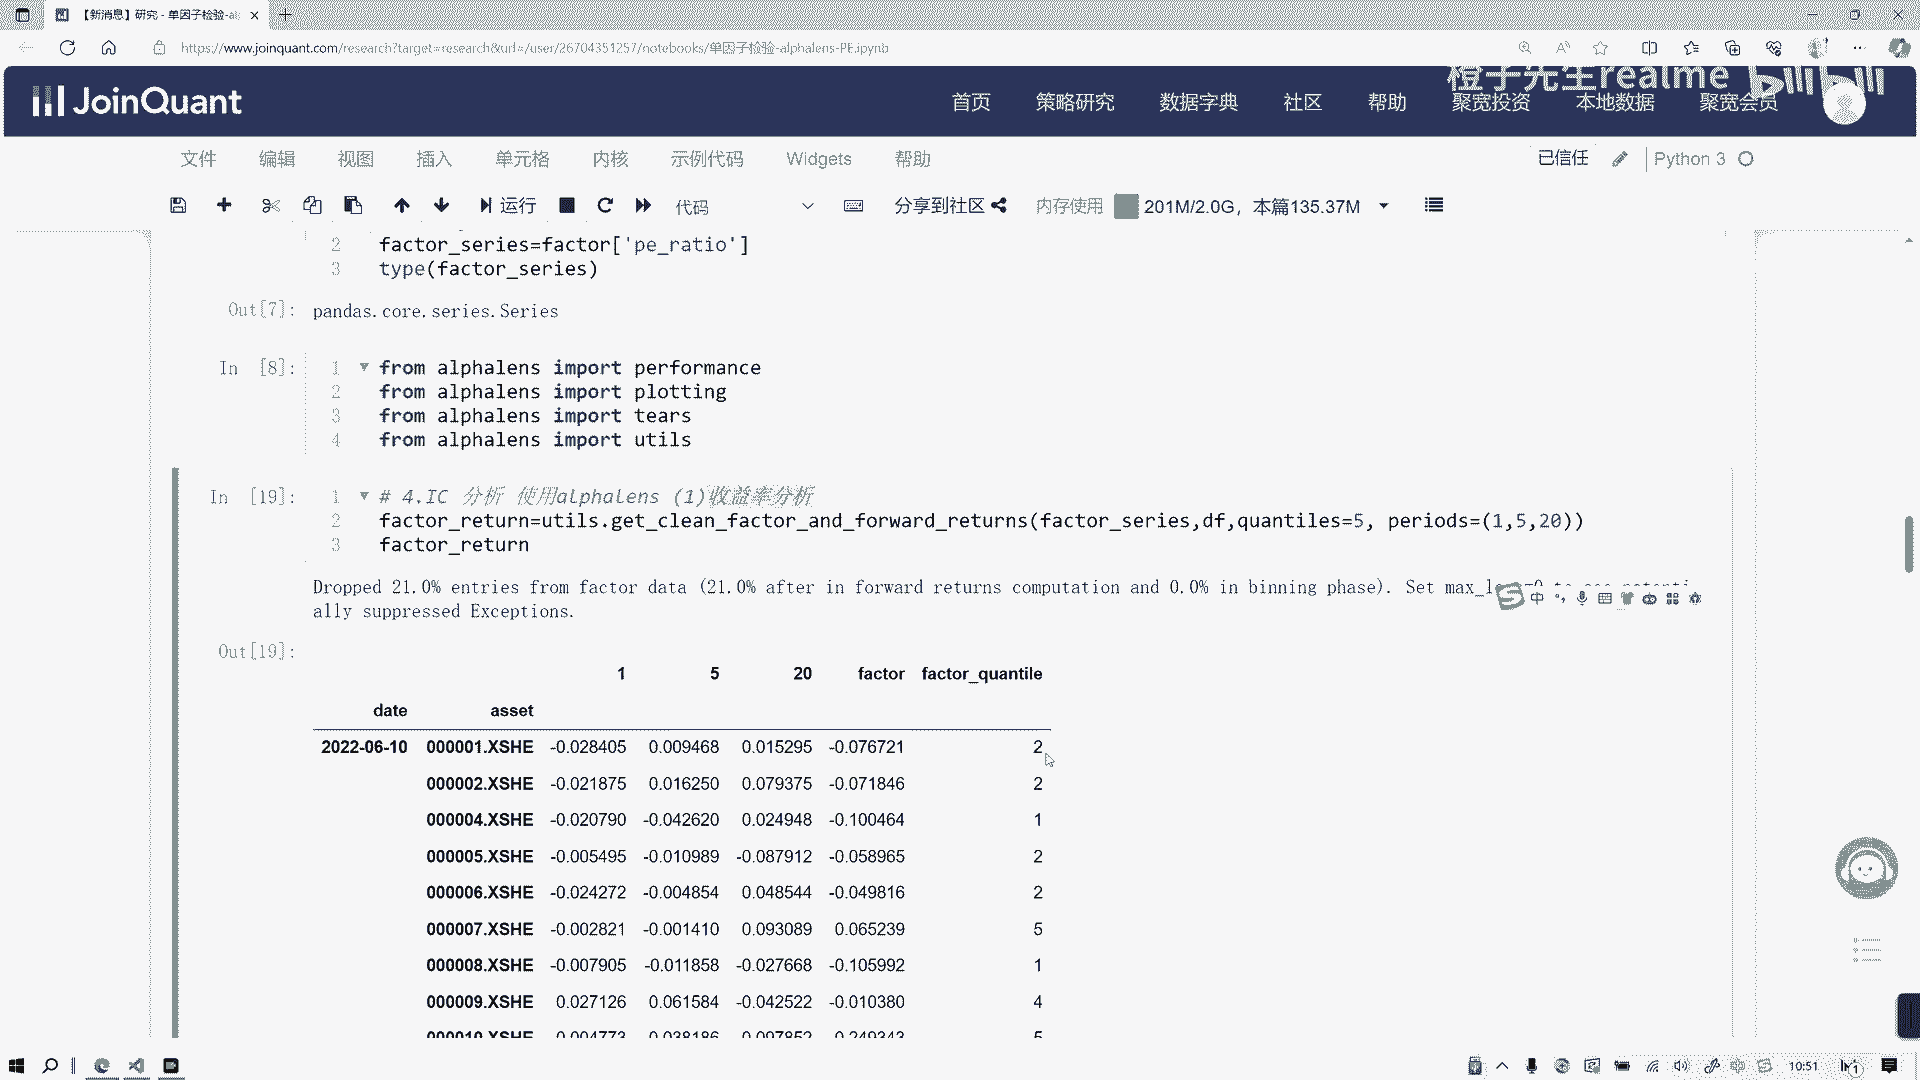 【新消息】研究 - 单因子检验-al
https://www.joinquant.com/research?target=research&url=/user/26704351257/notebooks/单因子检验-alphalens-PE.ipynb
橙子先生realme bilibili
JoinQuant
首页 策略研究 数据字典 社区 帮助 聚宽投资 本地数据 聚宽会员
文件 编辑 视图 插入 单元格 内核 示例代码 Widgets 帮助 已信任 Python 3
运行 代码 分享到社区 内存使用 201M/2.0G，本篇135.37M
2 factor_series=factor['pe_ratio']
3 type(factor_series)
Out[7]: pandas.core.series.Series
In [8]: 1 from alphalens import performance
2 from alphalens import plotting
3 from alphalens import tears
4 from alphalens import utils
In [19]: 1 # 4.IC 分析 使用alphalens (1)收益率分析
2 factor_return=utils.get_clean_factor_and_forward_returns(factor_series,df,quantiles=5, periods=(1,5,20))
3 factor_return
Dropped 21.0% entries from factor data (21.0% after in forward returns computation and 0.0% in binning phase). Set
ally suppressed Exceptions.
中
Out[19]:
1 5 20 factor factor_quantile
date asset
2022-06-10 000001.XSHE -0.028405 0.009468 0.015295 -0.076721 2
000002.XSHE -0.021875 0.016250 0.079375 -0.071846 2
000004.XSHE -0.020790 -0.042620 0.024948 -0.100464 1
000005.XSHE -0.005495 -0.010989 -0.087912 -0.058965 2
000006.XSHE -0.024272 -0.004854 0.048544 -0.049816 2
000007.XSHE -0.002821 -0.001410 0.093089 0.065239 5
000008.XSHE -0.007905 -0.011858 -0.027668 -0.105992 1
000009.XSHE 0.027126 0.061584 -0.042522 -0.010380 4
10:51